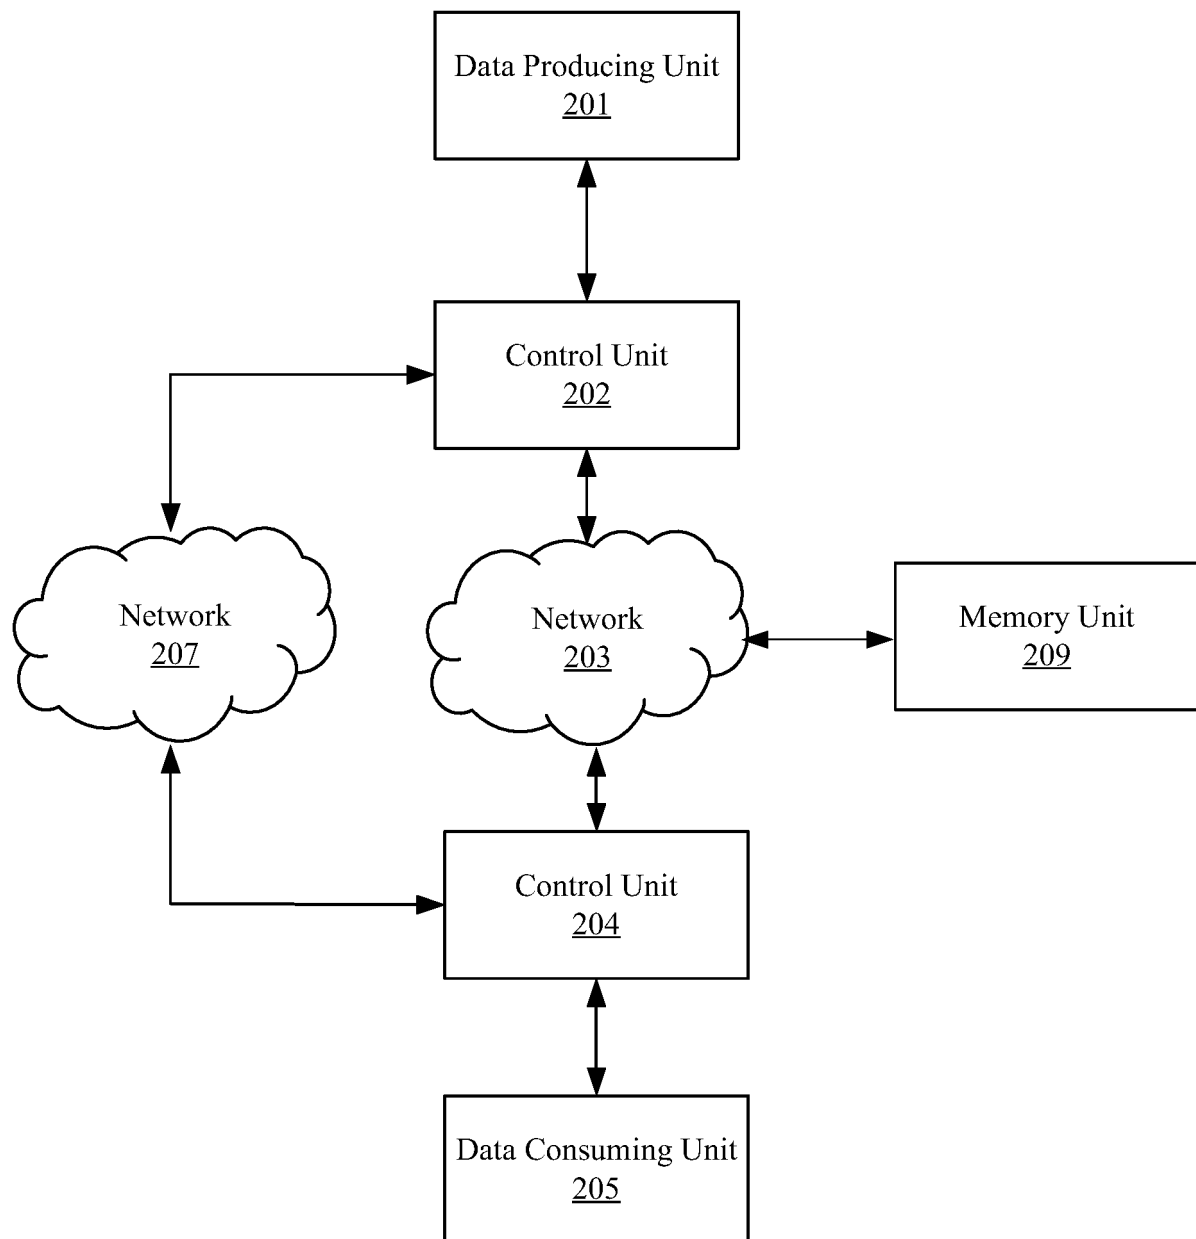 Data Producing Unit
201
Control Unit
202
Network
207
Network
203
Memory Unit
209
Control Unit
204
Data Consuming Unit
205